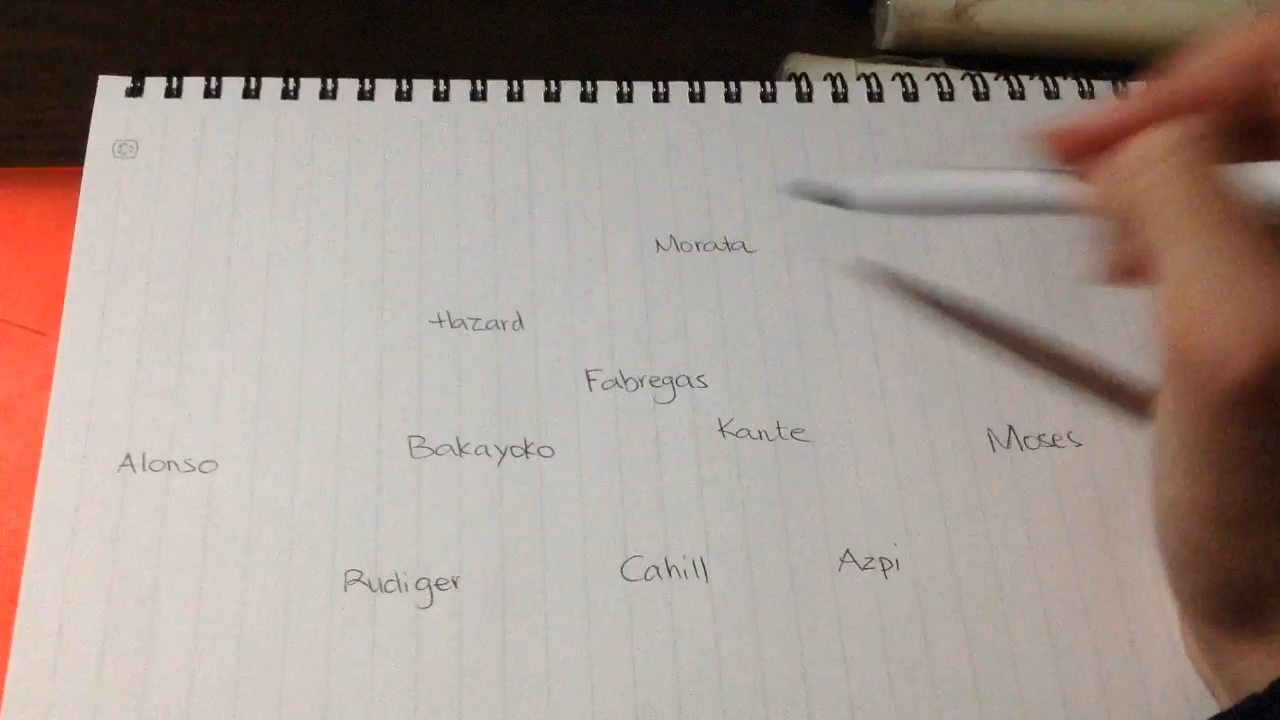 Morata
Hazard
Fabregas
Kante
Moses
Bakayoko
Alonso
Rudiger
Cahill
Azpi